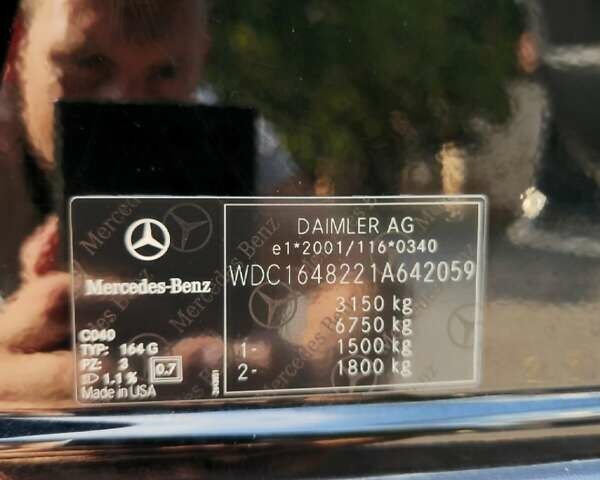 Mercedes-Benz
C040
TYP: 164 G
PZ: 3
1.1 %
0.7
Made in USA
DAIMLER AG
e1*2001/116*0340
WDC1648221A642059
3150 kg
6750 kg
1- 1500 kg
2- 1800 kg